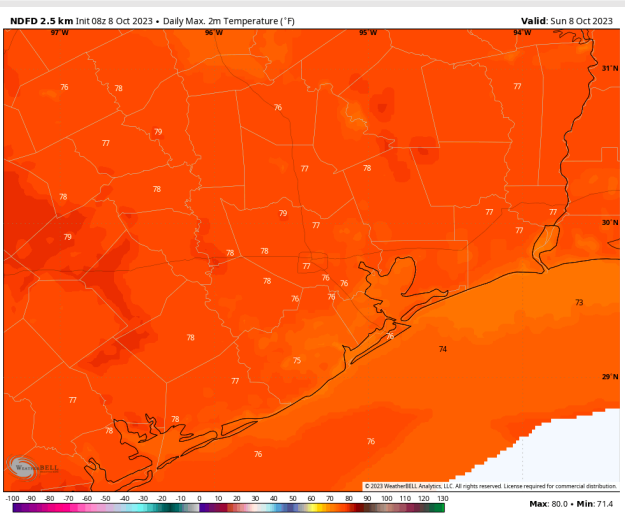 NDFD 2.5 km Init 08z 8 Oct 2023 • Daily Max. 2m Temperature (°F)
Valid: Sun 8 Oct 2023
97°W 96°W 95°W 94°W
31°N
76 78 76 77
79
77
77 78
78 78
79 77 77
77 77
30°N
79
78 78
77
78 76 76
75 76
73
78
76
74
75
77
29°N
77
78
78
76 76
WeatherBELL
© 2023 WeatherBELL Analytics, LLC. All rights reserved. License required for commercial distribution.
-100 -90 -80 -70 -60 -50 -40 -30 -20 -10 0 10 20 30 40 50 60 70 80 90 100 110 120 130
Max: 80.0 • Min: 71.4